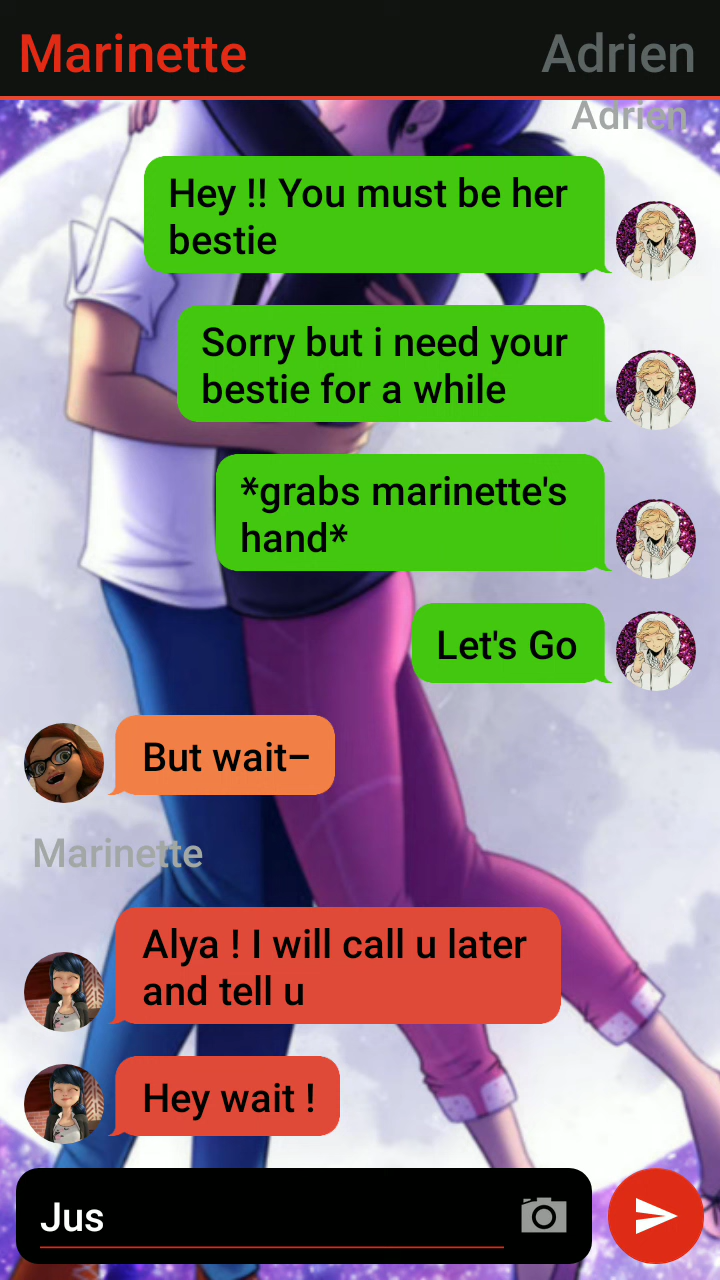 Marinette
Adrien
Adrien
Hey !! You must be her
bestie
Sorry but i need your
bestie for a while
*grabs marinette's
hand*
Let's Go
But wait–
Marinette
Alya ! I will call u later
and tell u
Hey wait !
Jus